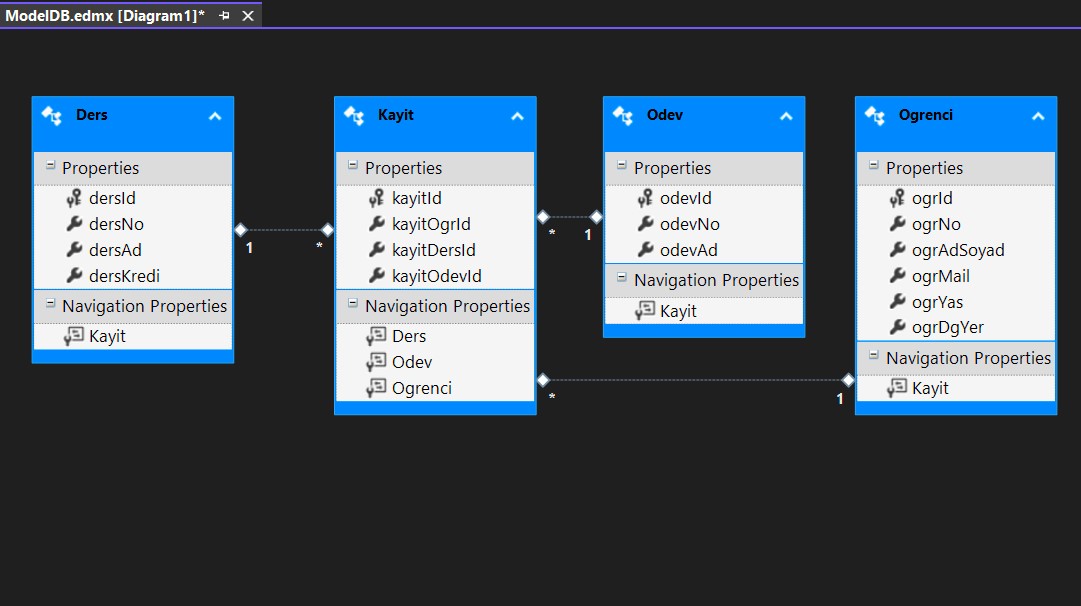 ModelDB.edmx [Diagram1]*
Ders
Properties
dersId
dersNo
dersAd
dersKredi
Navigation Properties
Kayit
1
*
Kayit
Properties
kayitId
kayitOgrId
kayitDersId
kayitOdevId
Navigation Properties
Ders
Odev
Ogrenci
*
1
Odev
Properties
odevId
odevNo
odevAd
Navigation Properties
Kayit
*
1
Ogrenci
Properties
ogrId
ogrNo
ogrAdSoyad
ogrMail
ogrYas
ogrDgYer
Navigation Properties
Kayit